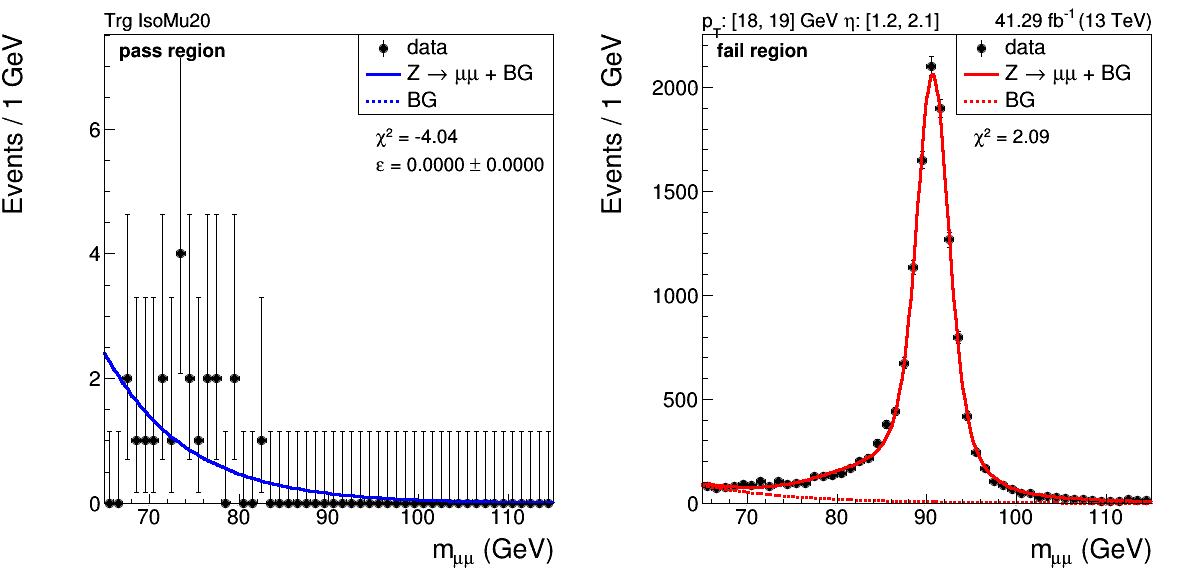 Trg IsoMu20
pass region
data
Z → μμ + BG
BG
χ² = -4.04
ε = 0.0000 ± 0.0000
Events / 1 GeV
0
2
4
6
70
80
90
100
110
m_μμ (GeV)
p_T: [18, 19] GeV η: [1.2, 2.1]
41.29 fb⁻¹ (13 TeV)
fail region
data
Z → μμ + BG
BG
χ² = 2.09
Events / 1 GeV
0
500
1000
1500
2000
70
80
90
100
110
m_μμ (GeV)